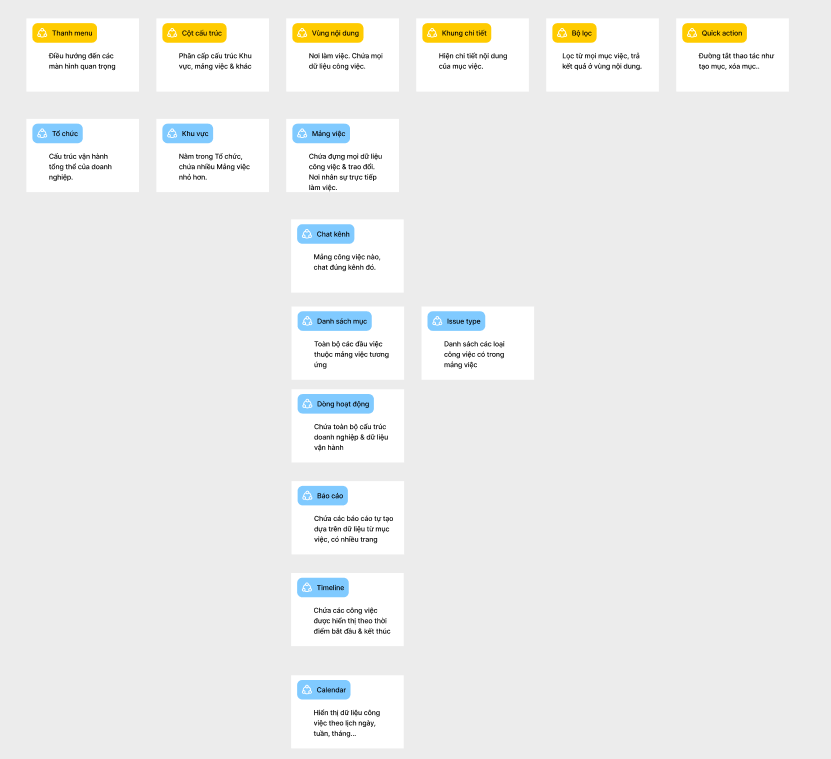 Thanh menu
Điều hướng đến các
màn hình quan trọng
Cột cấu trúc
Phân cấp cấu trúc Khu
vực, mảng việc & khác
Vùng nội dung
Nơi làm việc. Chứa mọi
dữ liệu công việc.
Khung chi tiết
Hiện chi tiết nội dung
của mục việc.
Bộ lọc
Lọc từ mọi mục việc, trả
kết quả ở vùng nội dung.
Quick action
Đường tắt thao tác như
tạo mục, xóa mục..
Tổ chức
Cấu trúc vận hành
tổng thể của doanh
nghiệp.
Khu vực
Nằm trong Tổ chức,
chứa nhiều Mảng việc
nhỏ hơn.
Mảng việc
Chứa đựng mọi dữ liệu
công việc & trao đổi.
Nơi nhân sự trực tiếp
làm việc.
Chat kênh
Mảng công việc nào,
chat đúng kênh đó.
Danh sách mục
Toàn bộ các đầu việc
thuộc mảng việc tương
ứng
Issue type
Danh sách các loại
công việc có trong
mảng việc
Dòng hoạt động
Chứa toàn bộ cấu trúc
doanh nghiệp & dữ liệu
vận hành
Báo cáo
Chứa các báo cáo tự tạo
dựa trên dữ liệu từ mục
việc, có nhiều trang
Timeline
Chứa các công việc
được hiển thị theo thời
điểm bắt đầu & kết thúc
Calendar
Hiển thị dữ liệu công
việc theo lịch ngày,
tuần, tháng...